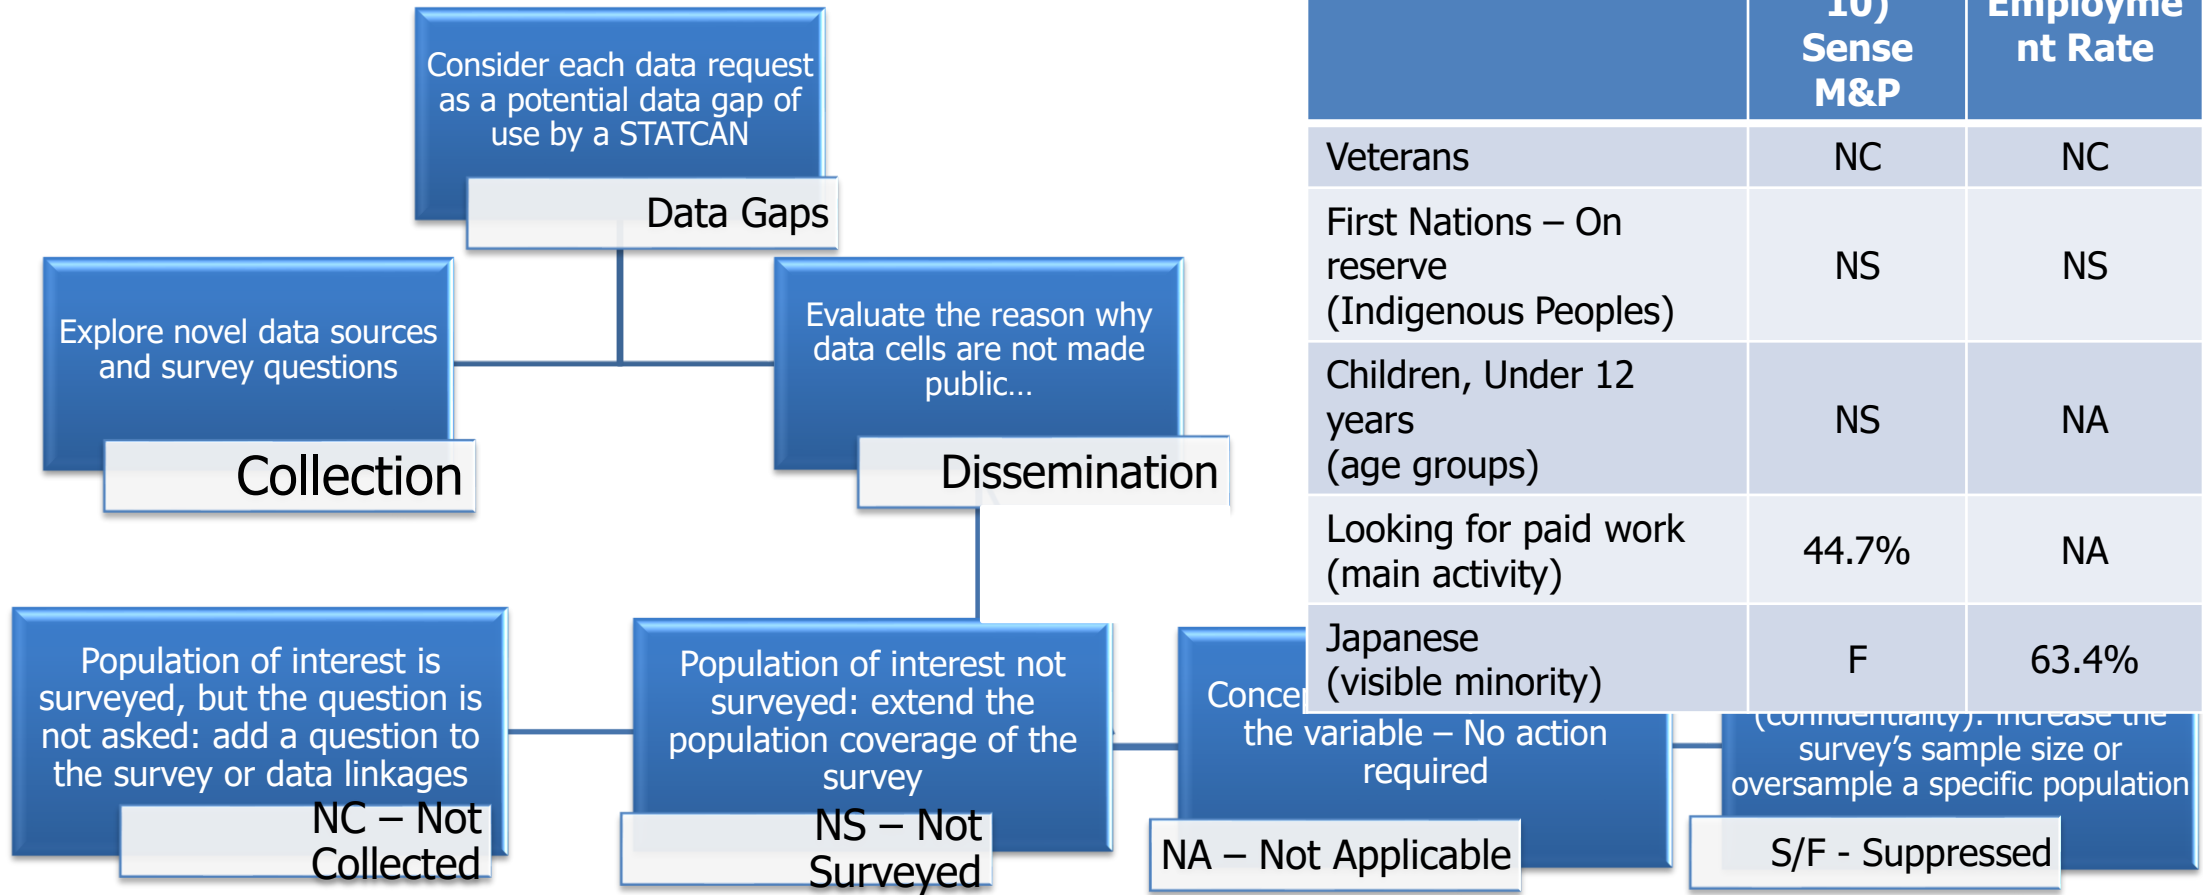 Consider each data request
as a potential data gap of
use by a STATCAN
Data Gaps
Explore novel data sources
and survey questions
Collection
Evaluate the reason why
data cells are not made
public…
Dissemination
Population of interest is
surveyed, but the question is
not asked: add a question to
the survey or data linkages
NC – Not
Collected
Population of interest not
surveyed: extend the
population coverage of the
survey
NS – Not
Surveyed
the variable – No action
required
NA – Not Applicable
(confidentiality): increase the
survey's sample size or
oversample a specific population
S/F - Suppressed
10)
Sense
M&P
Employme
nt Rate
Veterans NC NC
First Nations – On
reserve
(Indigenous Peoples) NS NS
Children, Under 12
years
(age groups) NS NA
Looking for paid work
(main activity) 44.7% NA
Japanese
(visible minority) F 63.4%